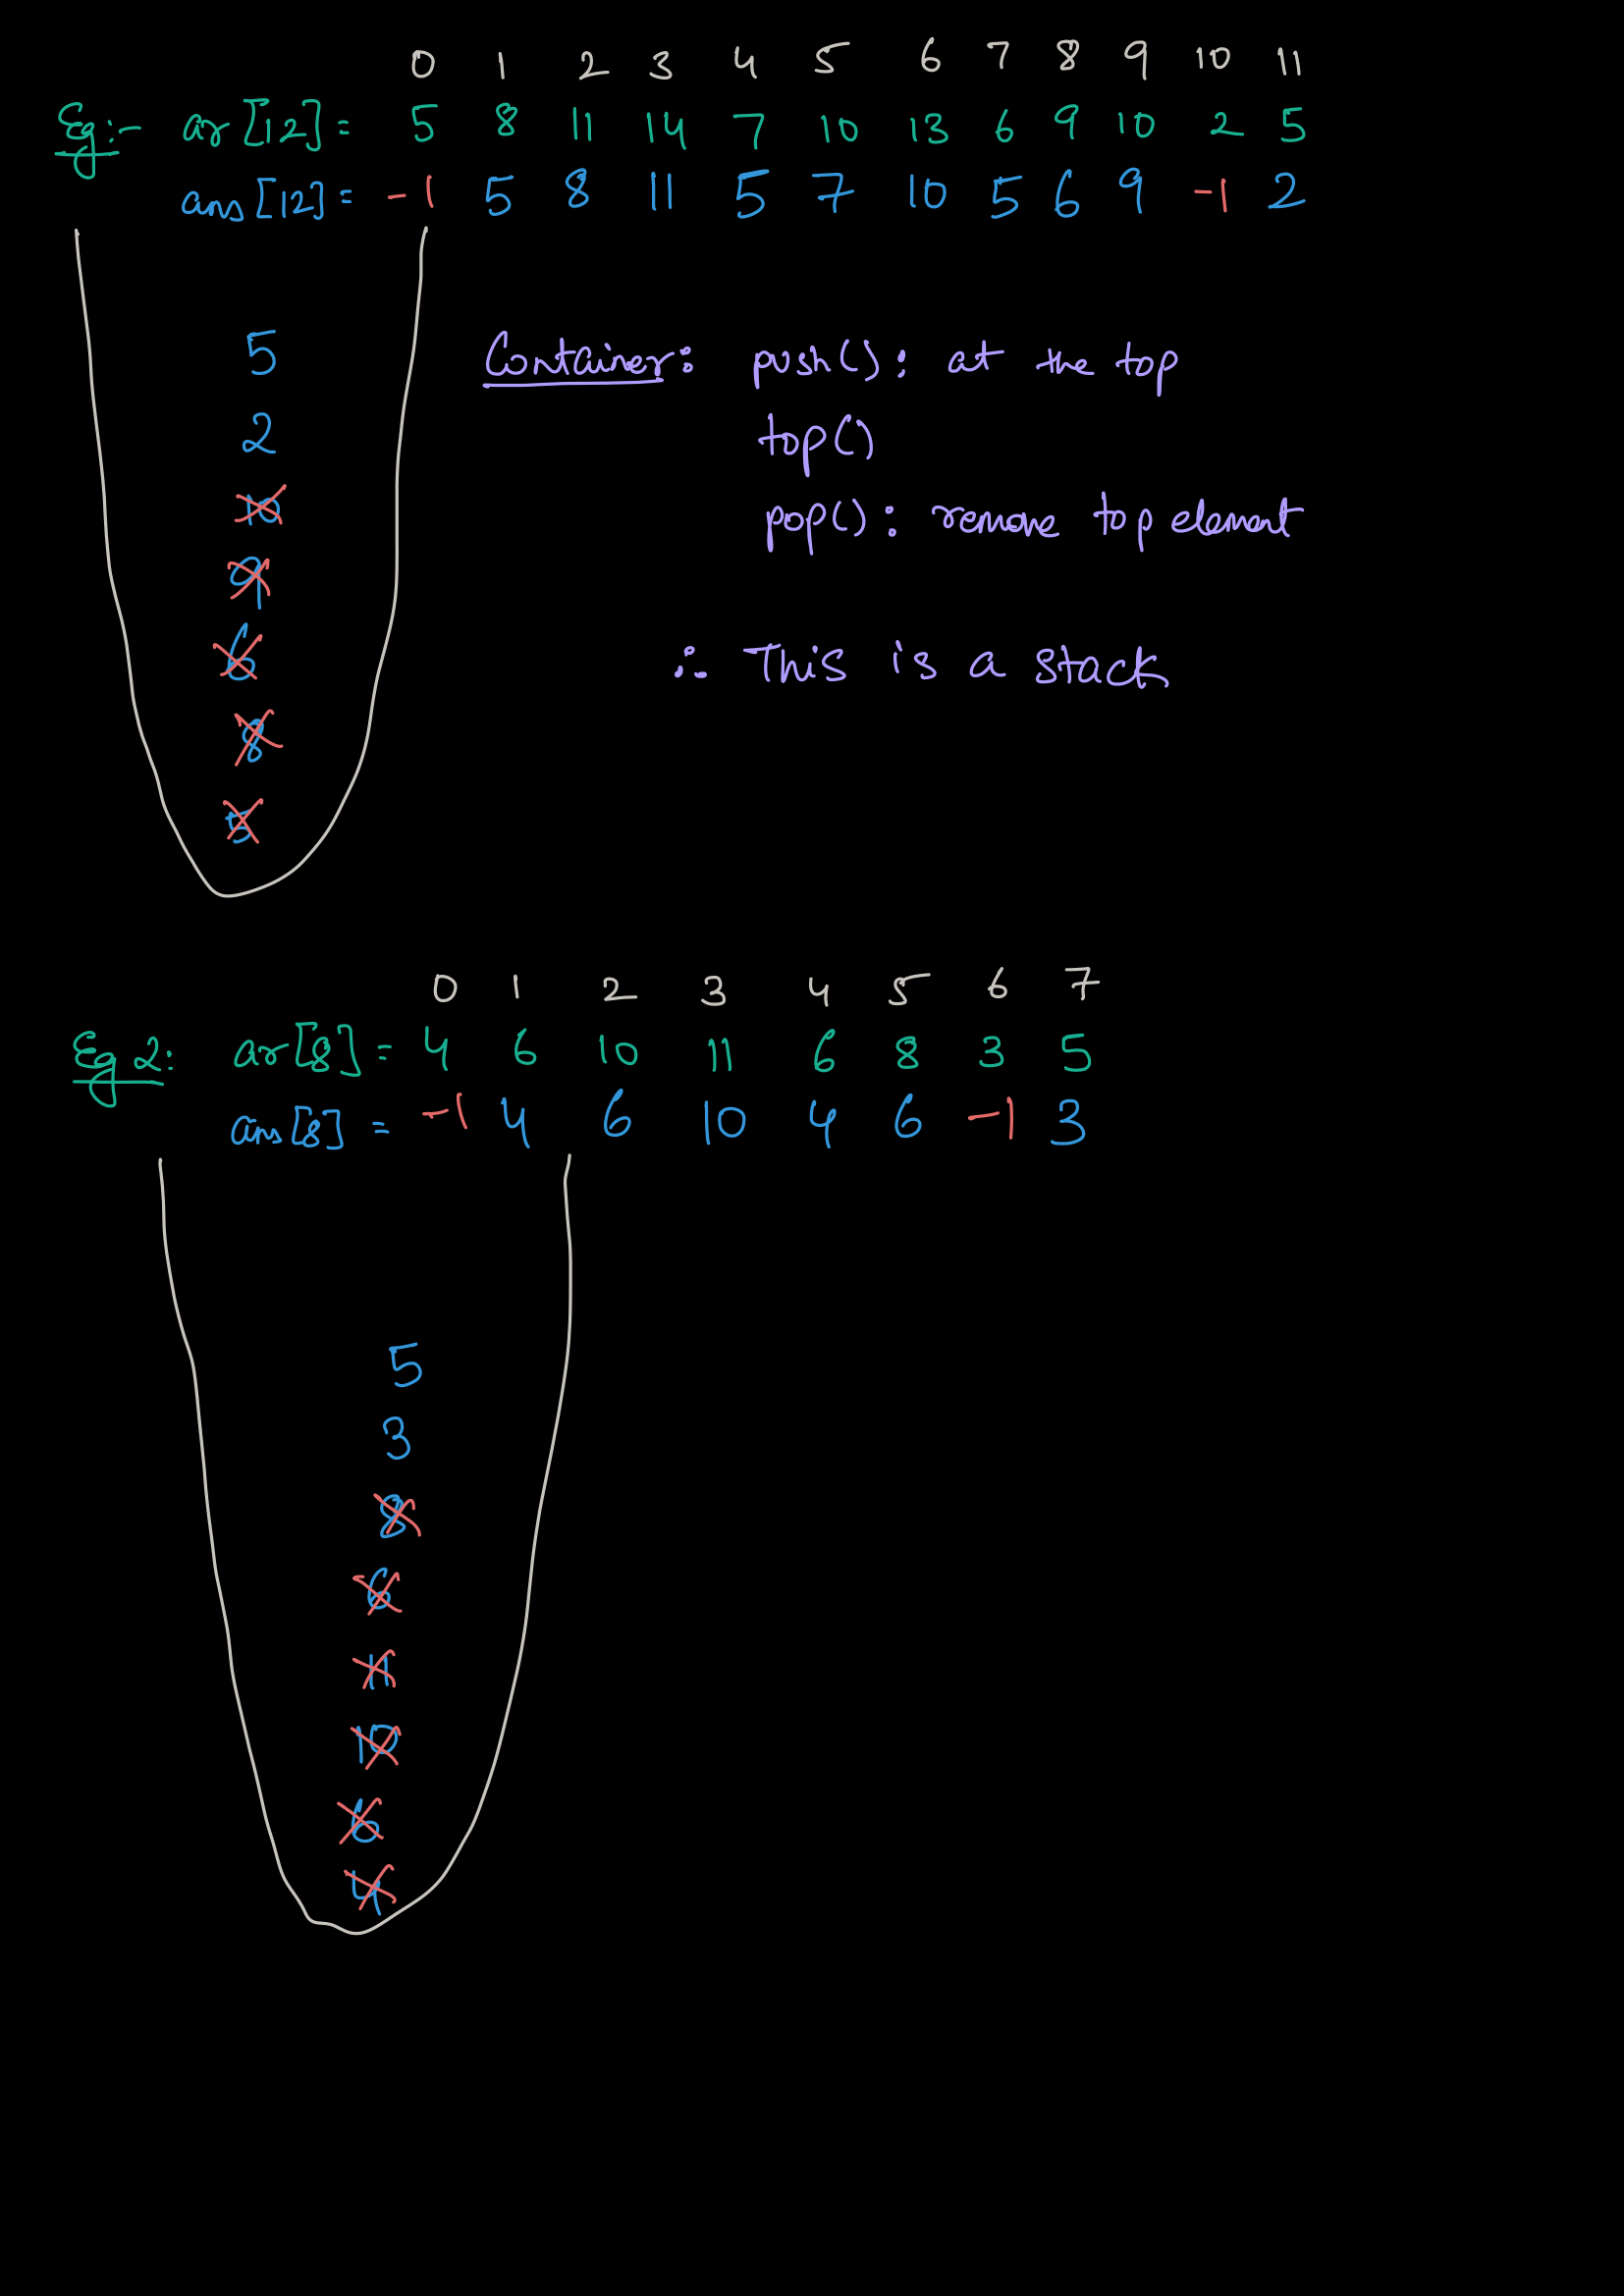 0 1 2 3 4 5 6 7 8 9 10 11
Eg:- ar[12]= 5 8 11 14 7 10 13 6 9 10 2 5
ans[12]= -1 5 8 11 5 7 10 5 6 9 -1 2
5
Container: push(): at the top
2
top()
10
pop(): remove top element
9
6
∴ This is a stack
8
5
0 1 2 3 4 5 6 7
Eg 2: ar[8]= 4 6 10 11 6 8 3 5
ans[8] = -1 4 6 10 4 6 -1 3
5
3
8
6
11
10
6
4